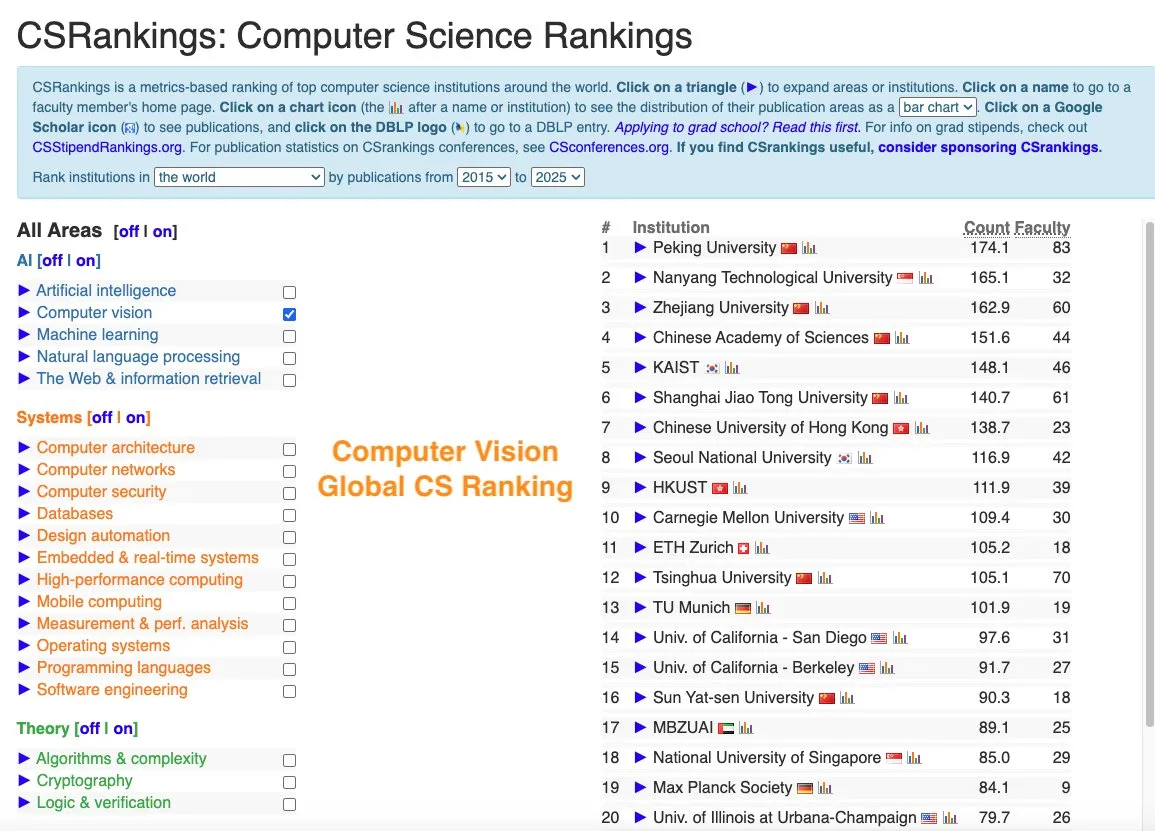 CSRankings: Computer Science Rankings
CSRankings is a metrics-based ranking of top computer science institutions around the world. Click on a triangle (▶) to expand areas or institutions. Click on a name to go to a
faculty member's home page. Click on a chart icon (the after a name or institution) to see the distribution of their publication areas as a bar chart. Click on a Google
Scholar icon () to see publications, and click on the DBLP logo () to go to a DBLP entry. Applying to grad school? Read this first. For info on grad stipends, check out
CSStipendRankings.org. For publication statistics on CSrankings conferences, see CSconferences.org. If you find CSrankings useful, consider sponsoring CSrankings.
Rank institutions in the world by publications from 2015 to 2025
All Areas [off | on]
AI [off | on]
▶ Artificial intelligence
▶ Computer vision
▶ Machine learning
▶ Natural language processing
▶ The Web & information retrieval
Systems [off | on]
▶ Computer architecture
▶ Computer networks
▶ Computer security
▶ Databases
▶ Design automation
▶ Embedded & real-time systems
▶ High-performance computing
▶ Mobile computing
▶ Measurement & perf. analysis
▶ Operating systems
▶ Programming languages
▶ Software engineering
Theory [off | on]
▶ Algorithms & complexity
▶ Cryptography
▶ Logic & verification
Computer Vision
Global CS Ranking
# Institution Count Faculty
1 ▶ Peking University 174.1 83
2 ▶ Nanyang Technological University 165.1 32
3 ▶ Zhejiang University 162.9 60
4 ▶ Chinese Academy of Sciences 151.6 44
5 ▶ KAIST 148.1 46
6 ▶ Shanghai Jiao Tong University 140.7 61
7 ▶ Chinese University of Hong Kong 138.7 23
8 ▶ Seoul National University 116.9 42
9 ▶ HKUST 111.9 39
10 ▶ Carnegie Mellon University 109.4 30
11 ▶ ETH Zurich 105.2 18
12 ▶ Tsinghua University 105.1 70
13 ▶ TU Munich 101.9 19
14 ▶ Univ. of California - San Diego 97.6 31
15 ▶ Univ. of California - Berkeley 91.7 27
16 ▶ Sun Yat-sen University 90.3 18
17 ▶ MBZUAI 89.1 25
18 ▶ National University of Singapore 85.0 29
19 ▶ Max Planck Society 84.1 9
20 ▶ Univ. of Illinois at Urbana-Champaign 79.7 26